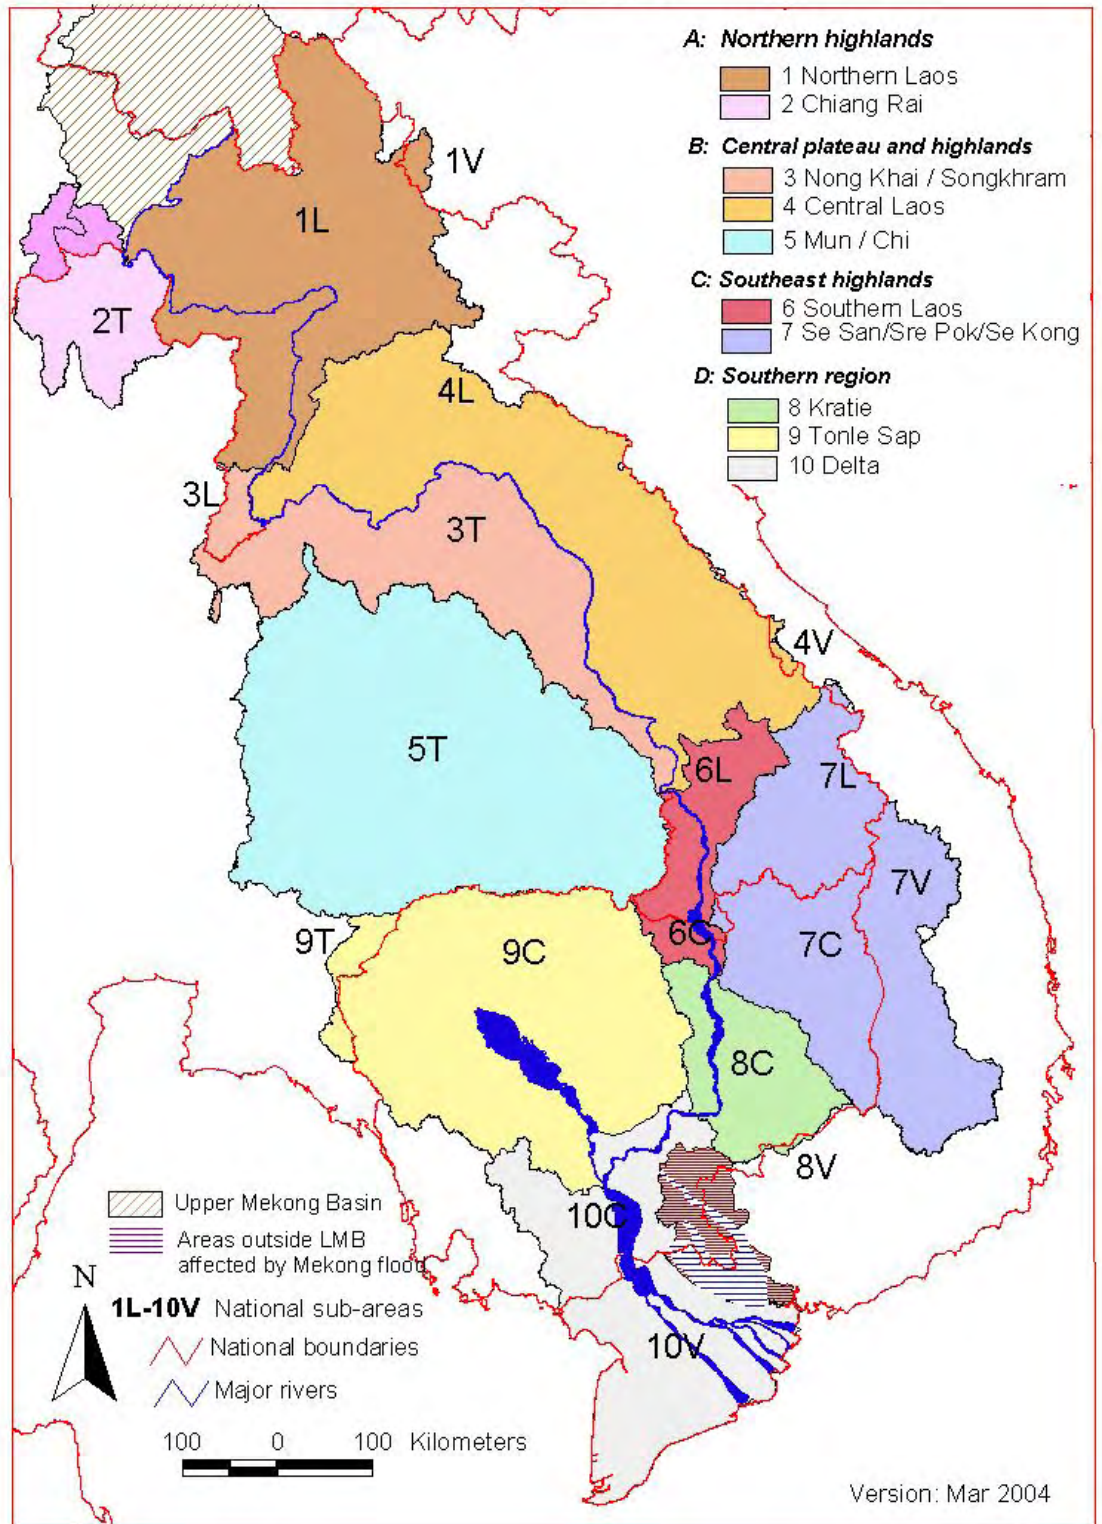 A: Northern highlands
1 Northern Laos
2 Chiang Rai
B: Central plateau and highlands
3 Nong Khai / Songkhram
4 Central Laos
5 Mun / Chi
C: Southeast highlands
6 Southern Laos
7 Se San/Sre Pok/Se Kong
D: Southern region
8 Kratie
9 Tonle Sap
10 Delta
1V
1L
2T
4L
3L
3T
4V
5T
6L
7L
7V
9T
9C
6C
7C
8C
8V
10C
10V
Upper Mekong Basin
Areas outside LMB
affected by Mekong flood
N
1L-10V National sub-areas
National boundaries
Major rivers
100 0 100 Kilometers
Version: Mar 2004